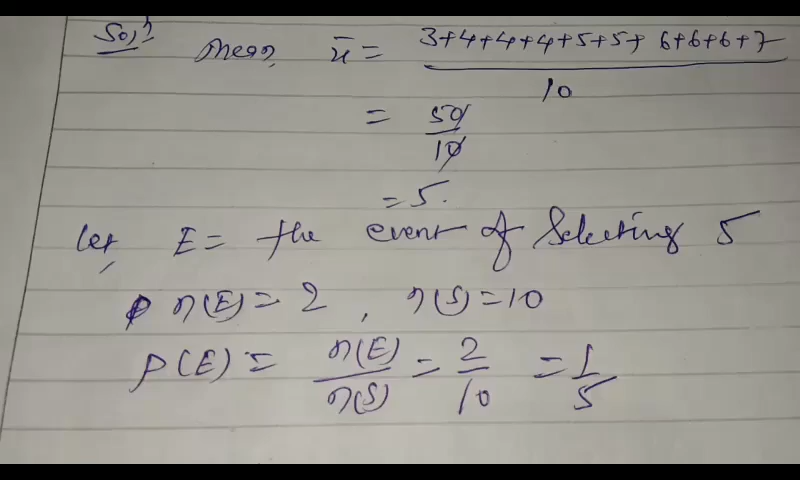 Sol?
mean x̄ = 3+4+4+4+5+5+6+6+6+7 / 10
= 50 / 10
= 5.
let, E = the event of Selecting 5
n(E) = 2 , n(S) = 10
P(E) = n(E) / n(S) = 2 / 10 = 1 / 5